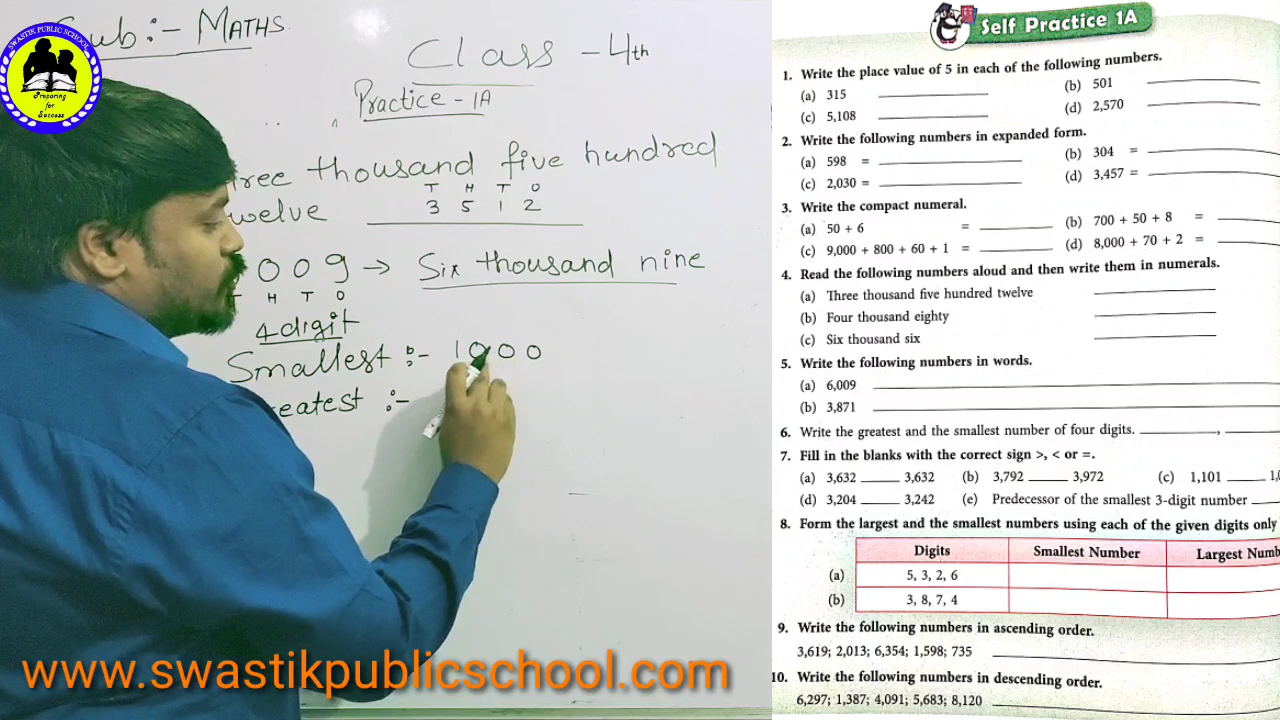 SWASTIK PUBLIC SCHOOL
Preparing
for
Success
Sub:- MATHS
Class - 4th
Practice - 1A
three thousand five hundred
T H T O
twelve 3 5 1 2
009 → Six thousand nine
T H T O
4 digit
Smallest :- 1000
Greatest :-
www.swastikpublicschool.com
Self Practice 1A
1. Write the place value of 5 in each of the following numbers.
(a) 315 (b) 501
(c) 5,108 (d) 2,570
2. Write the following numbers in expanded form.
(a) 598 = (b) 304 =
(c) 2,030 = (d) 3,457 =
3. Write the compact numeral.
(a) 50 + 6 = (b) 700 + 50 + 8 =
(c) 9,000 + 800 + 60 + 1 = (d) 8,000 + 70 + 2 =
4. Read the following numbers aloud and then write them in numerals.
(a) Three thousand five hundred twelve
(b) Four thousand eighty
(c) Six thousand six
5. Write the following numbers in words.
(a) 6,009
(b) 3,871
6. Write the greatest and the smallest number of four digits. ,
7. Fill in the blanks with the correct sign >, < or =.
(a) 3,632 3,632 (b) 3,792 3,972 (c) 1,101
(d) 3,204 3,242 (e) Predecessor of the smallest 3-digit number
8. Form the largest and the smallest numbers using each of the given digits only
Digits Smallest Number Largest Numb
(a) 5, 3, 2, 6
(b) 3, 8, 7, 4
9. Write the following numbers in ascending order.
3,619; 2,013; 6,354; 1,598; 735
10. Write the following numbers in descending order.
6,297; 1,387; 4,091; 5,683; 8,120